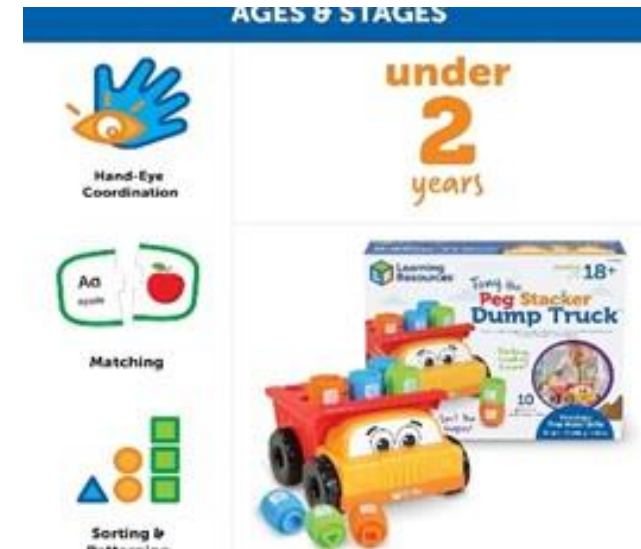 AGES & STAGES
under
2
years
Hand-Eye
Coordination
Aa
apple
Matching
Sorting &
Patterning
Learning
Resources
18+
Tony the
Peg Stacker
Dump Truck
10